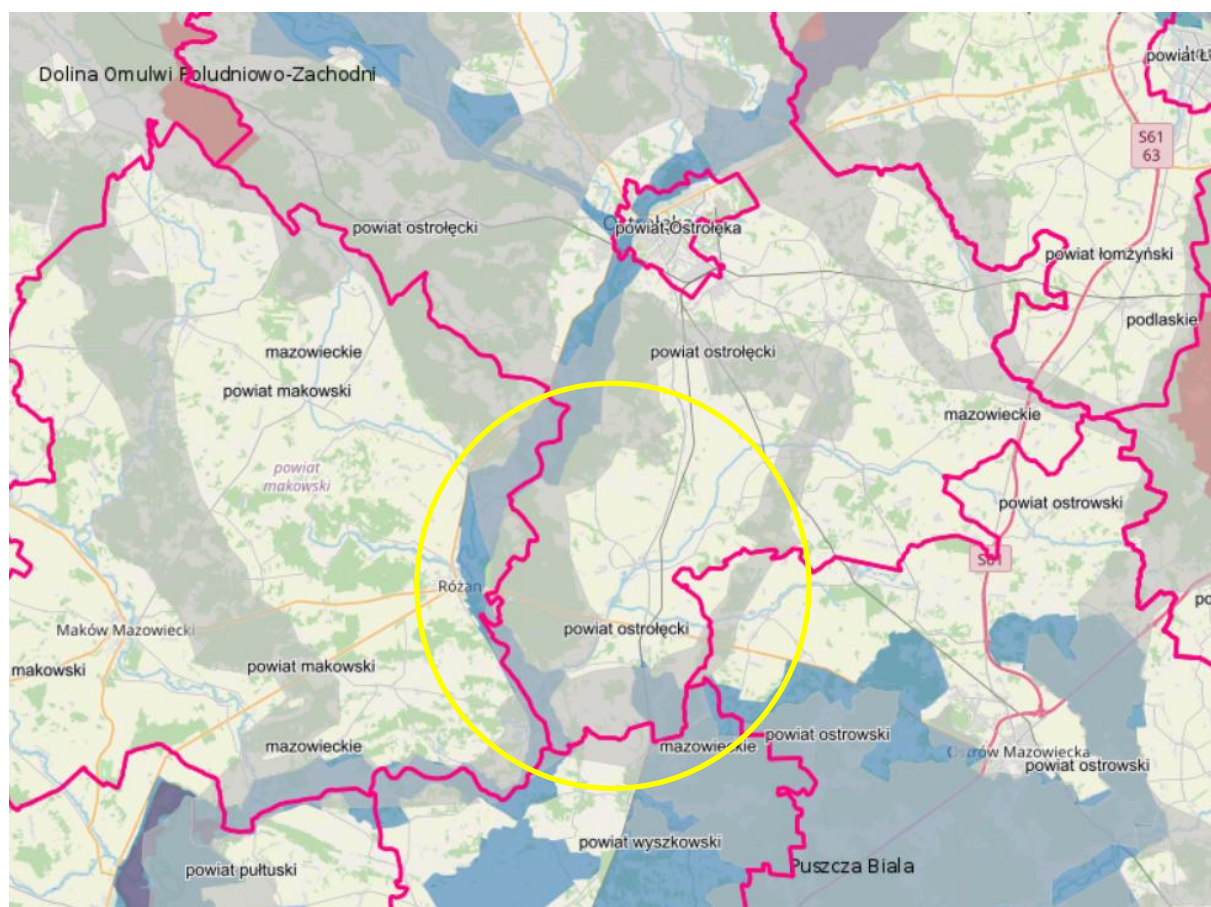 powiat Ł
Dolina Omulwi Południowo-Zachodni
S61
63
powiat ostrołęcki
powiat Ostrołęka
powiat łomżyński
podlaskie
mazowieckie
powiat ostrołęcki
powiat makowski
mazowieckie
powiat
makowski
powiat ostrowski
S61
Różan
po
Maków Mazowiecki
powiat ostrołęcki
makowski
powiat makowski
mazowieckie
mazowieckie
powiat ostrowski
Ostrów Mazowiecka
powiat ostrowski
powiat wyszkowski
powiat pułtuski
Puszcza Biala